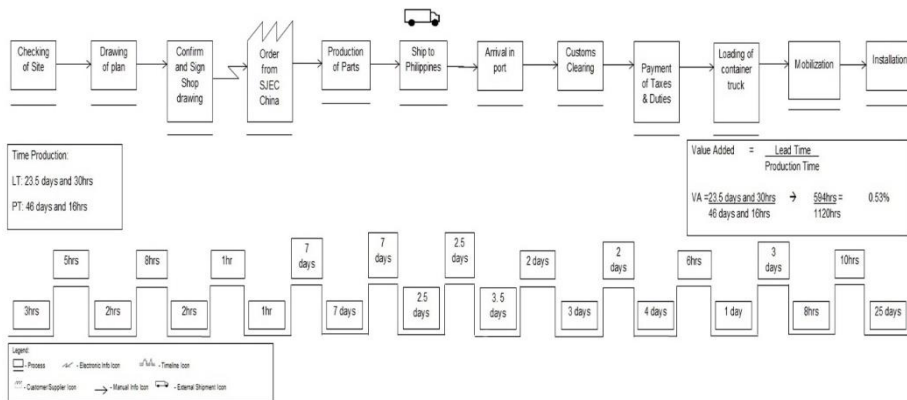 Checking
of Site
Drawing
of plan
Confirm
and Sign
Shop
drawing
Order
from
SJEC
China
Production
of Parts
Ship to
Philippines
Arrival in
port
Customs
Clearing
Payment
of Taxes
& Duties
Loading of
container
truck
Mobilization
Installation
Time Production:
LT: 23.5 days and 30hrs
PT: 46 days and 16hrs
Value Added = Lead Time
Production Time
VA = 23.5 days and 30hrs → 594hrs = 0.53%
46 days and 16hrs 1120hrs
5hrs
8hrs
1hr
7
days
7
days
2.5
days
2 days
2
days
6hrs
3
days
10hrs
3hrs
2hrs
2hrs
1hr
7 days
2.5
days
3. 5
days
3 days
4 days
1 day
8hrs
25 days
Legend:
- Process
- Electronic Info Icon
- Timeline Icon
- Customer/Supplier Icon
- Manual Info Icon
- External Shipment Icon